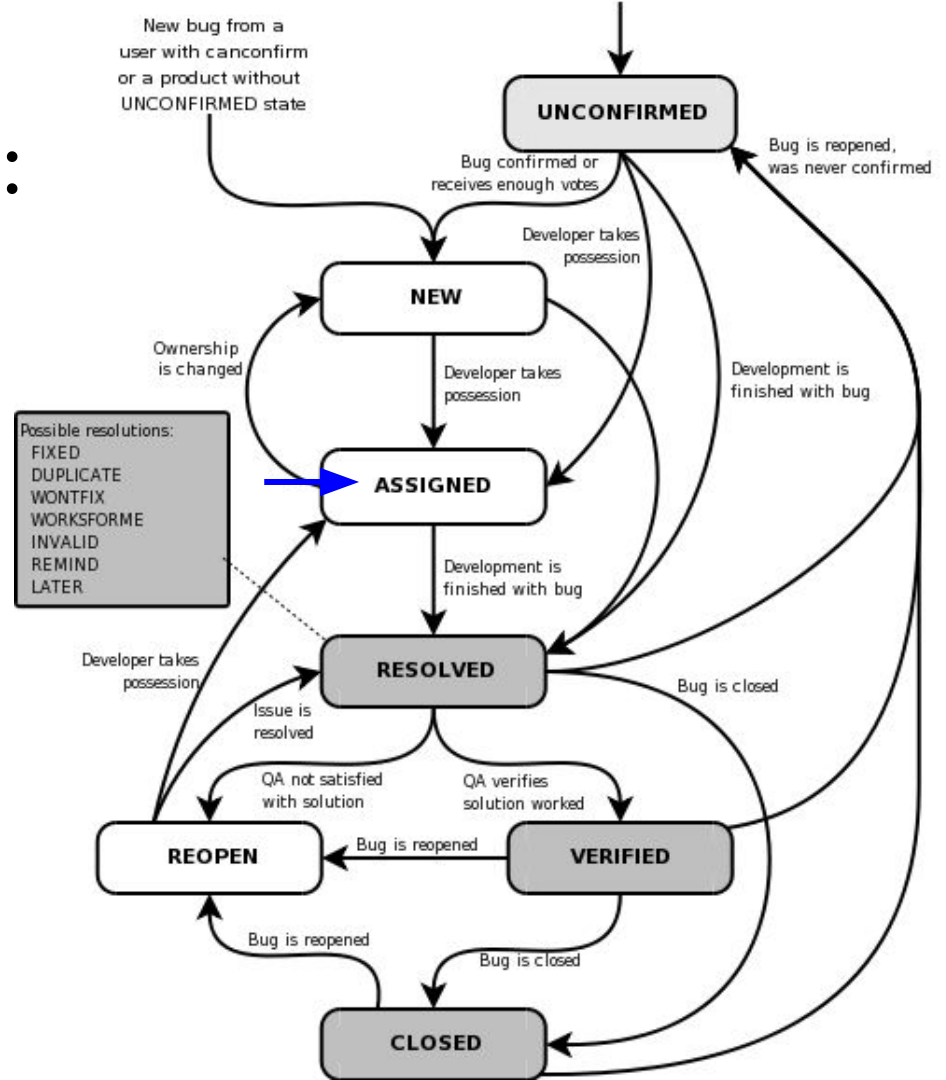 New bug from a
user with canconfirm
or a product without
UNCONFIRMED state
UNCONFIRMED
Bug is reopened,
was never confirmed
Bug confirmed or
receives enough votes
Developer takes
possession
NEW
Ownership
is changed
Developer takes
possession
Development is
finished with bug
Possible resolutions:
FIXED
DUPLICATE
WONTFIX
WORKSFORME
INVALID
REMIND
LATER
ASSIGNED
Development is
finished with bug
Developer takes
possession
RESOLVED
Bug is closed
Issue is
resolved
QA not satisfied
with solution
QA verifies
solution worked
REOPEN
Bug is reopened
VERIFIED
Bug is reopened
Bug is closed
CLOSED